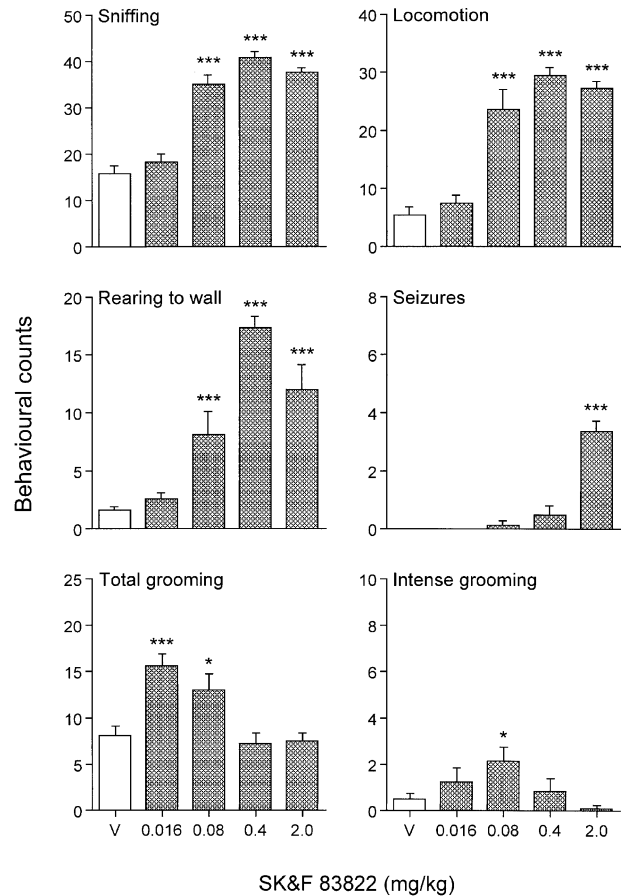 Sniffing
50
40
30
20
10
0
*** *** ***
Locomotion
40
30
20
10
0
*** *** ***
Behavioural counts
Rearing to wall
20
15
10
5
0
*** *** ***
Seizures
8
6
4
2
0
***
Total grooming
25
20
15
10
5
0
*** *
V 0.016 0.08 0.4 2.0
Intense grooming
10
8
6
4
2
0
*
V 0.016 0.08 0.4 2.0
SK&F 83822 (mg/kg)